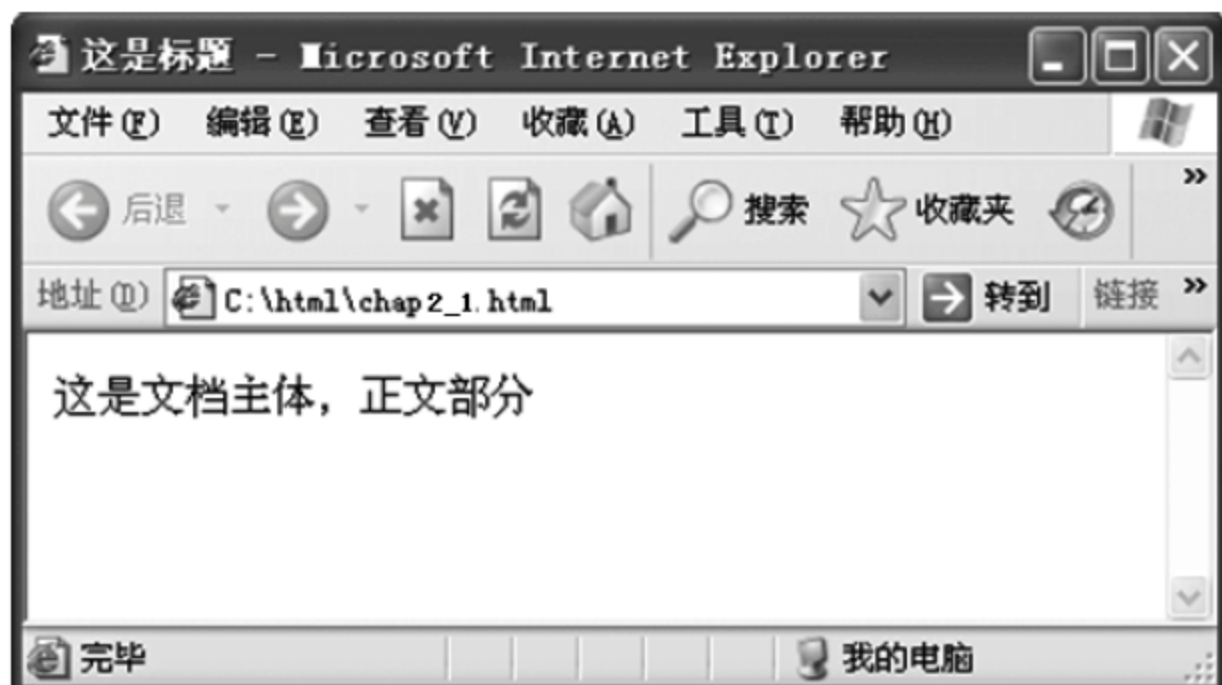 这是标题 - Microsoft Internet Explorer
文件(F) 编辑(E) 查看(V) 收藏(A) 工具(T) 帮助(H)
后退 搜索 收藏夹 »
地址(D) C:\html\chap2_1.html 转到 链接 »
这是文档主体，正文部分
完毕 我的电脑